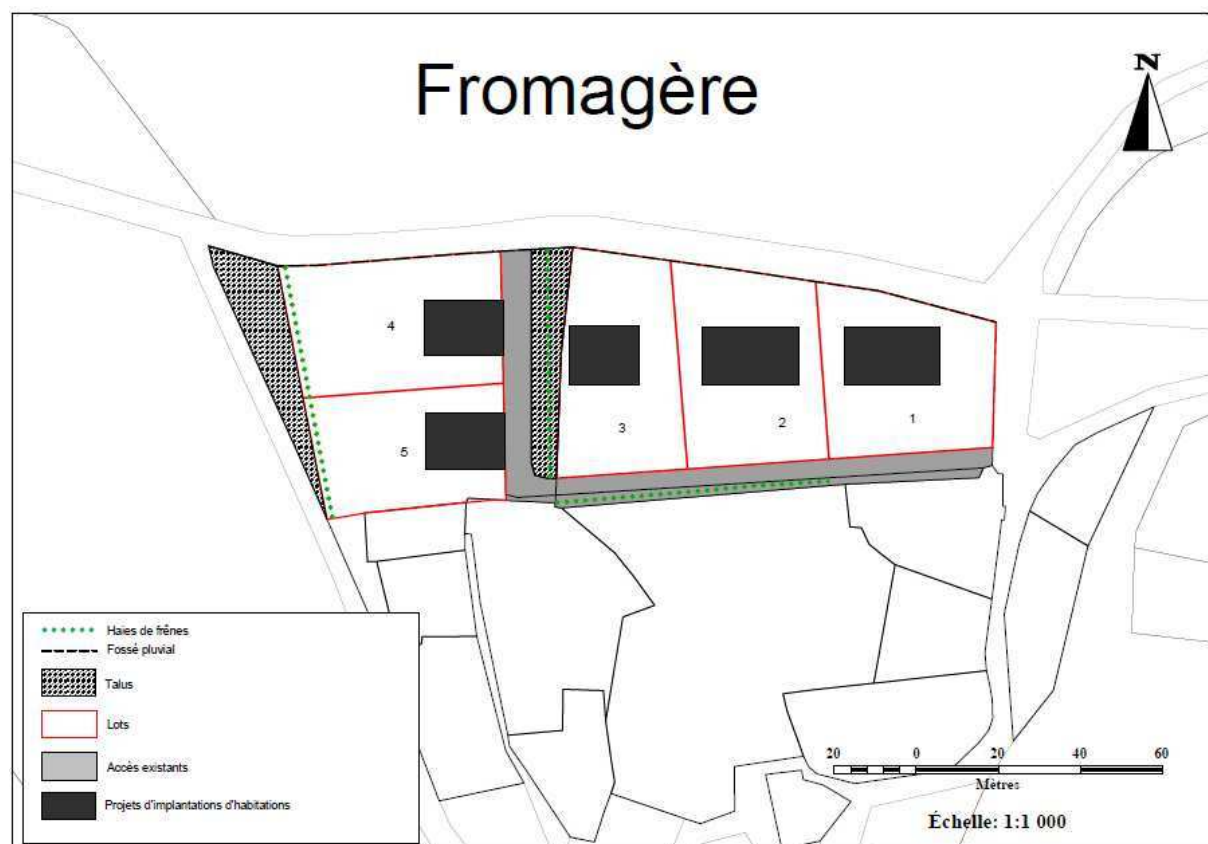 Fromagère
N
4
5
3
2
1
Haies de frênes
Fossé pluvial
Talus
Lots
Accès existants
Projets d'implantations d'habitations
20 0 20 40 60
Mètres
Échelle: 1:1 000